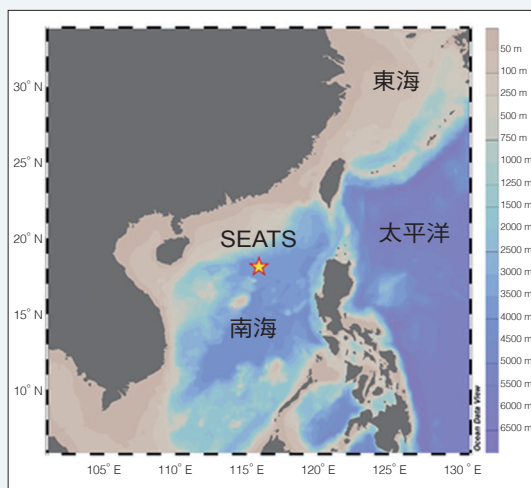 東海
太平洋
SEATS
南海
30° N
25° N
20° N
15° N
10° N
105° E
110° E
115° E
120° E
125° E
130° E
50 m
100 m
250 m
500 m
750 m
1000 m
1500 m
2000 m
2500 m
3000 m
3500 m
4000 m
4500 m
5000 m
5500 m
6000 m
6500 m
Ocean Data View